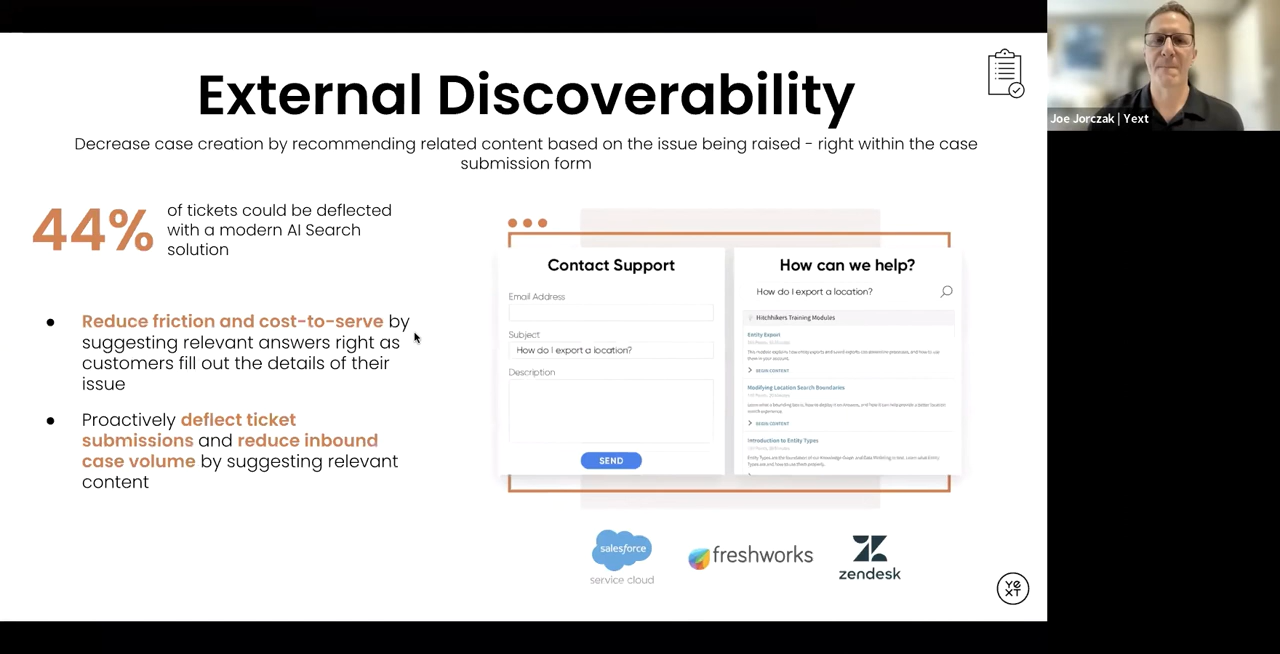 External Discoverability
Decrease case creation by recommending related content based on the issue being raised - right within the case
submission form
44%
of tickets could be deflected
with a modern AI Search
solution
● Reduce friction and cost-to-serve by
suggesting relevant answers right as
customers fill out the details of their
issue
● Proactively deflect ticket
submissions and reduce inbound
case volume by suggesting relevant
content
Contact Support
Email Address
Subject
How do I export a location?
Description
SEND
How can we help?
How do I export a location?
Hitchhikers Training Modules
Entity Export
BEGIN CONTENT
Modifying Location Search Boundaries
BEGIN CONTENT
Introduction to Entity Types
salesforce
service cloud
freshworks
zendesk
YEXT
Joe Jorczak | Yext